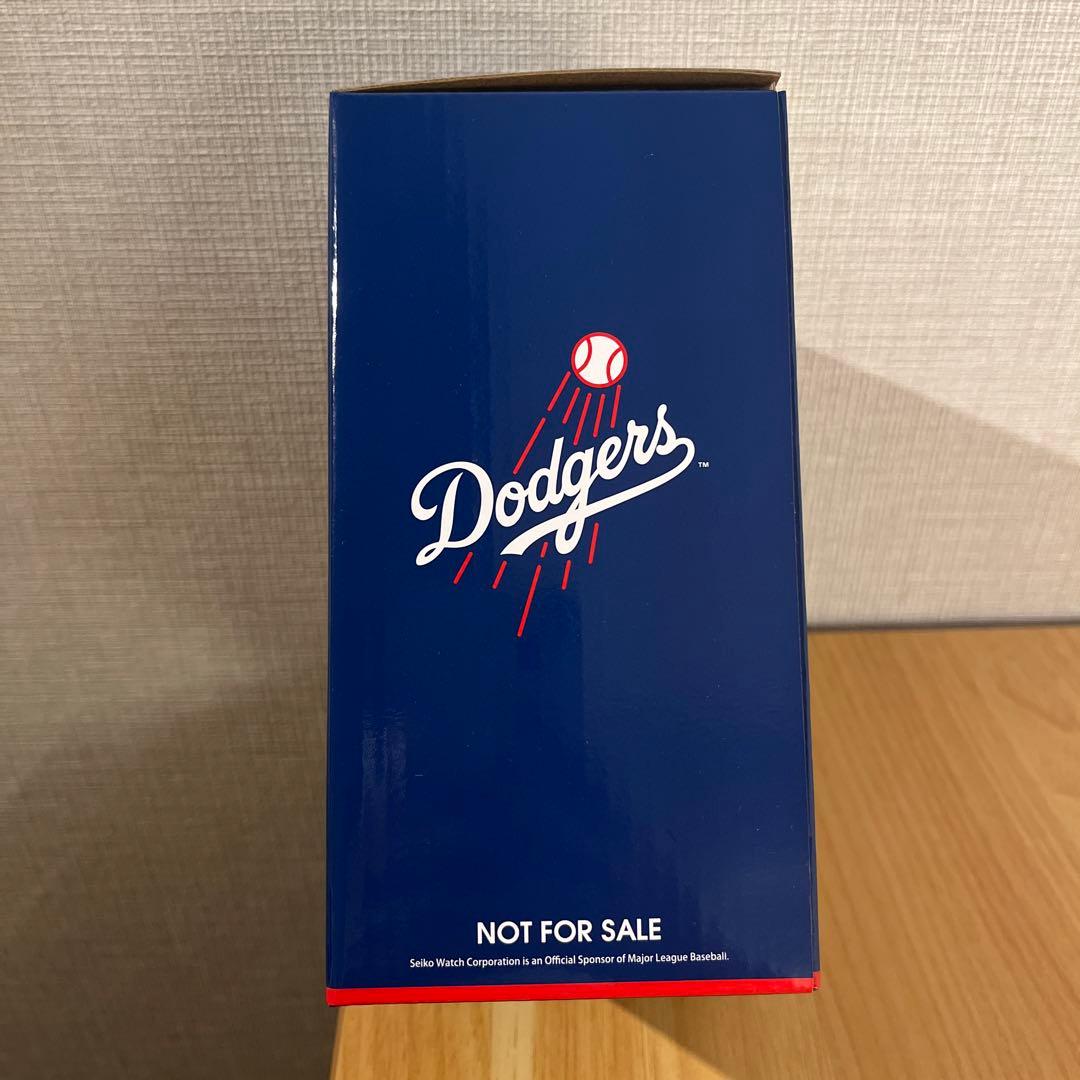 Dodgers™
NOT FOR SALE
Seiko Watch Corporation is an Official Sponsor of Major League Baseball.